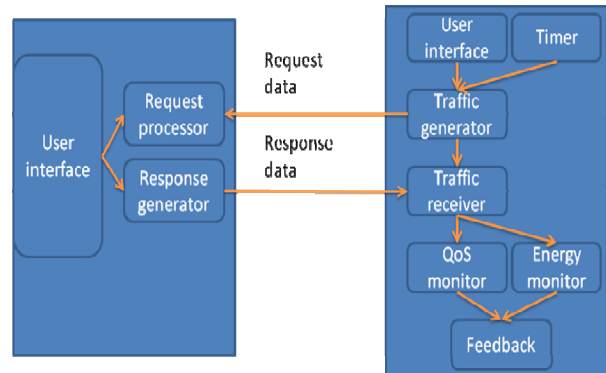 User
interface
Request
processor
Response
generator
Request
data
Response
data
User
interface
Timer
Traffic
generator
Traffic
receiver
QoS
monitor
Energy
monitor
Feedback